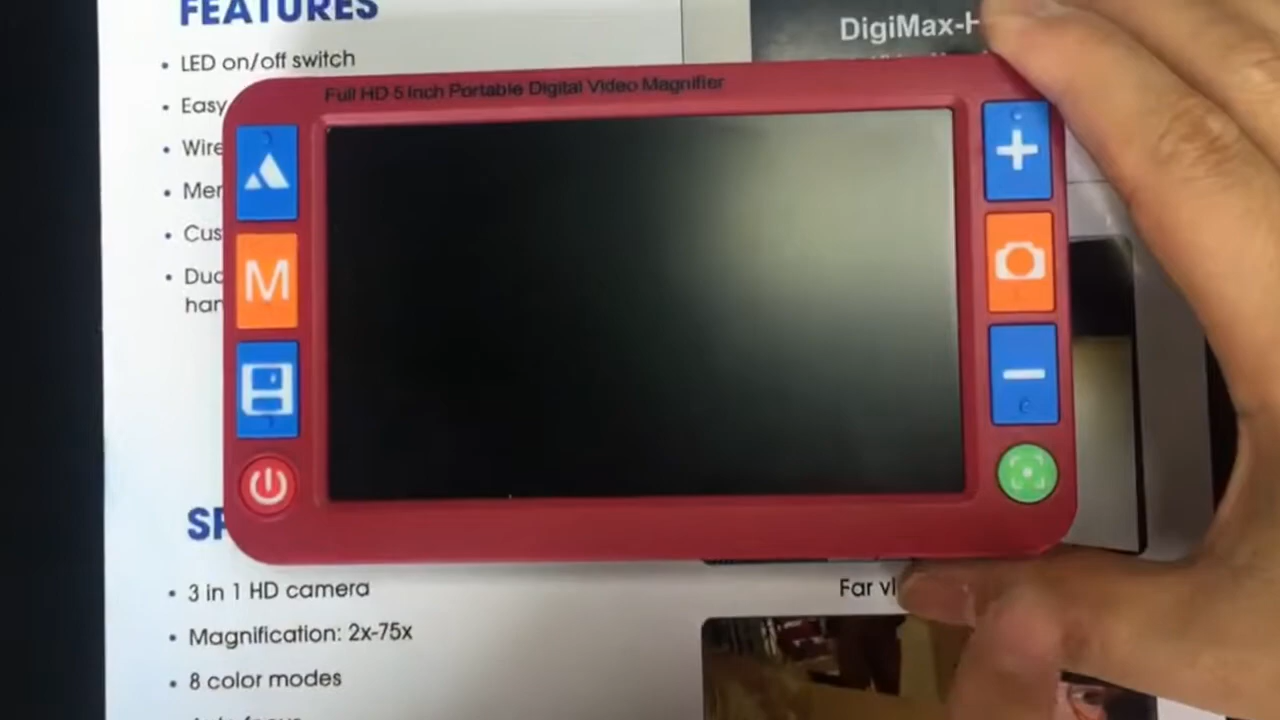 FEATURES
DigiMax-H
• LED on/off switch
Full HD 5 Inch Portable Digital Video Magnifier
• Easy
• Wire
• Mer
• Cus
• Duc
han
M
SP
• 3 in 1 HD camera
Far vi
• Magnification: 2x-75x
• 8 color modes